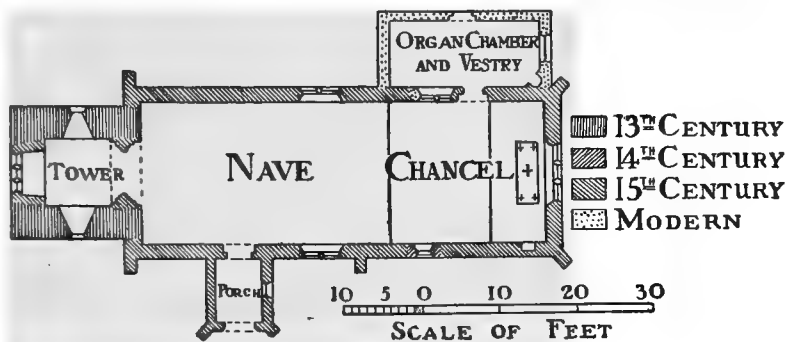 ORGAN CHAMBER
AND VESTRY
TOWER
NAVE
CHANCEL
PORCH
13TH CENTURY
14TH CENTURY
15TH CENTURY
MODERN
10 5 0 10 20 30
SCALE OF FEET